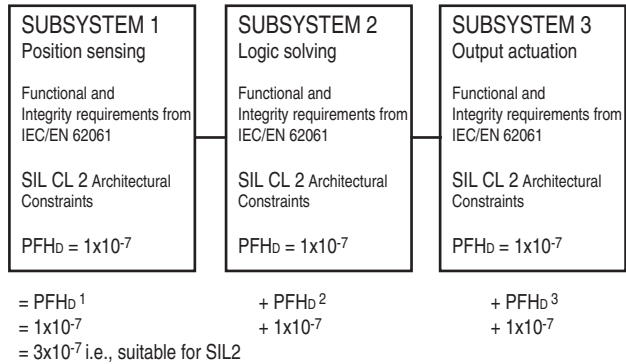 SUBSYSTEM 1
Position sensing
Functional and
Integrity requirements from
IEC/EN 62061
SIL CL 2 Architectural
Constraints
PFHD = 1x10-7
SUBSYSTEM 2
Logic solving
Functional and
Integrity requirements from
IEC/EN 62061
SIL CL 2 Architectural
Constraints
PFHD = 1x10-7
SUBSYSTEM 3
Output actuation
Functional and
Integrity requirements from
IEC/EN 62061
SIL CL 2 Architectural
Constraints
PFHD = 1x10-7
= PFHD 1 + PFHD 2 + PFHD 3
= 1x10-7 + 1x10-7 + 1x10-7
= 3x10-7 i.e., suitable for SIL2